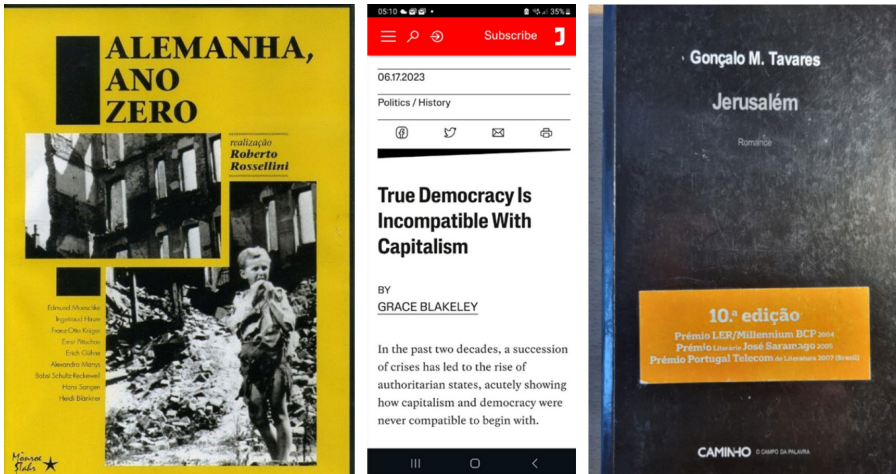 ALEMANHA,
ANO
ZERO
realização
Roberto
Rossellini
Edmund Moeschke
Ingetraud Hinze
Franz-Otto Krüger
Ernst Pittschau
Erich Gühne
Alexandra Manys
Babsi Schultz-Reckewell
Hans Sangen
Heidi Blänkner
Monroe
Stahr
05:10
35%
Subscribe
06.17.2023
Politics / History
True Democracy Is
Incompatible With
Capitalism
BY
GRACE BLAKELEY
In the past two decades, a succession
of crises has led to the rise of
authoritarian states, acutely showing
how capitalism and democracy were
never compatible to begin with.
Gonçalo M. Tavares
Jerusalém
Romance
10.ª edição
Prémio LER/Millennium BCP 2004
Prémio Literário José Saramago 2005
Prémio Portugal Telecom de Literatura 2007 (Brasil)
CAMINHO O CAMPO DA PALAVRA